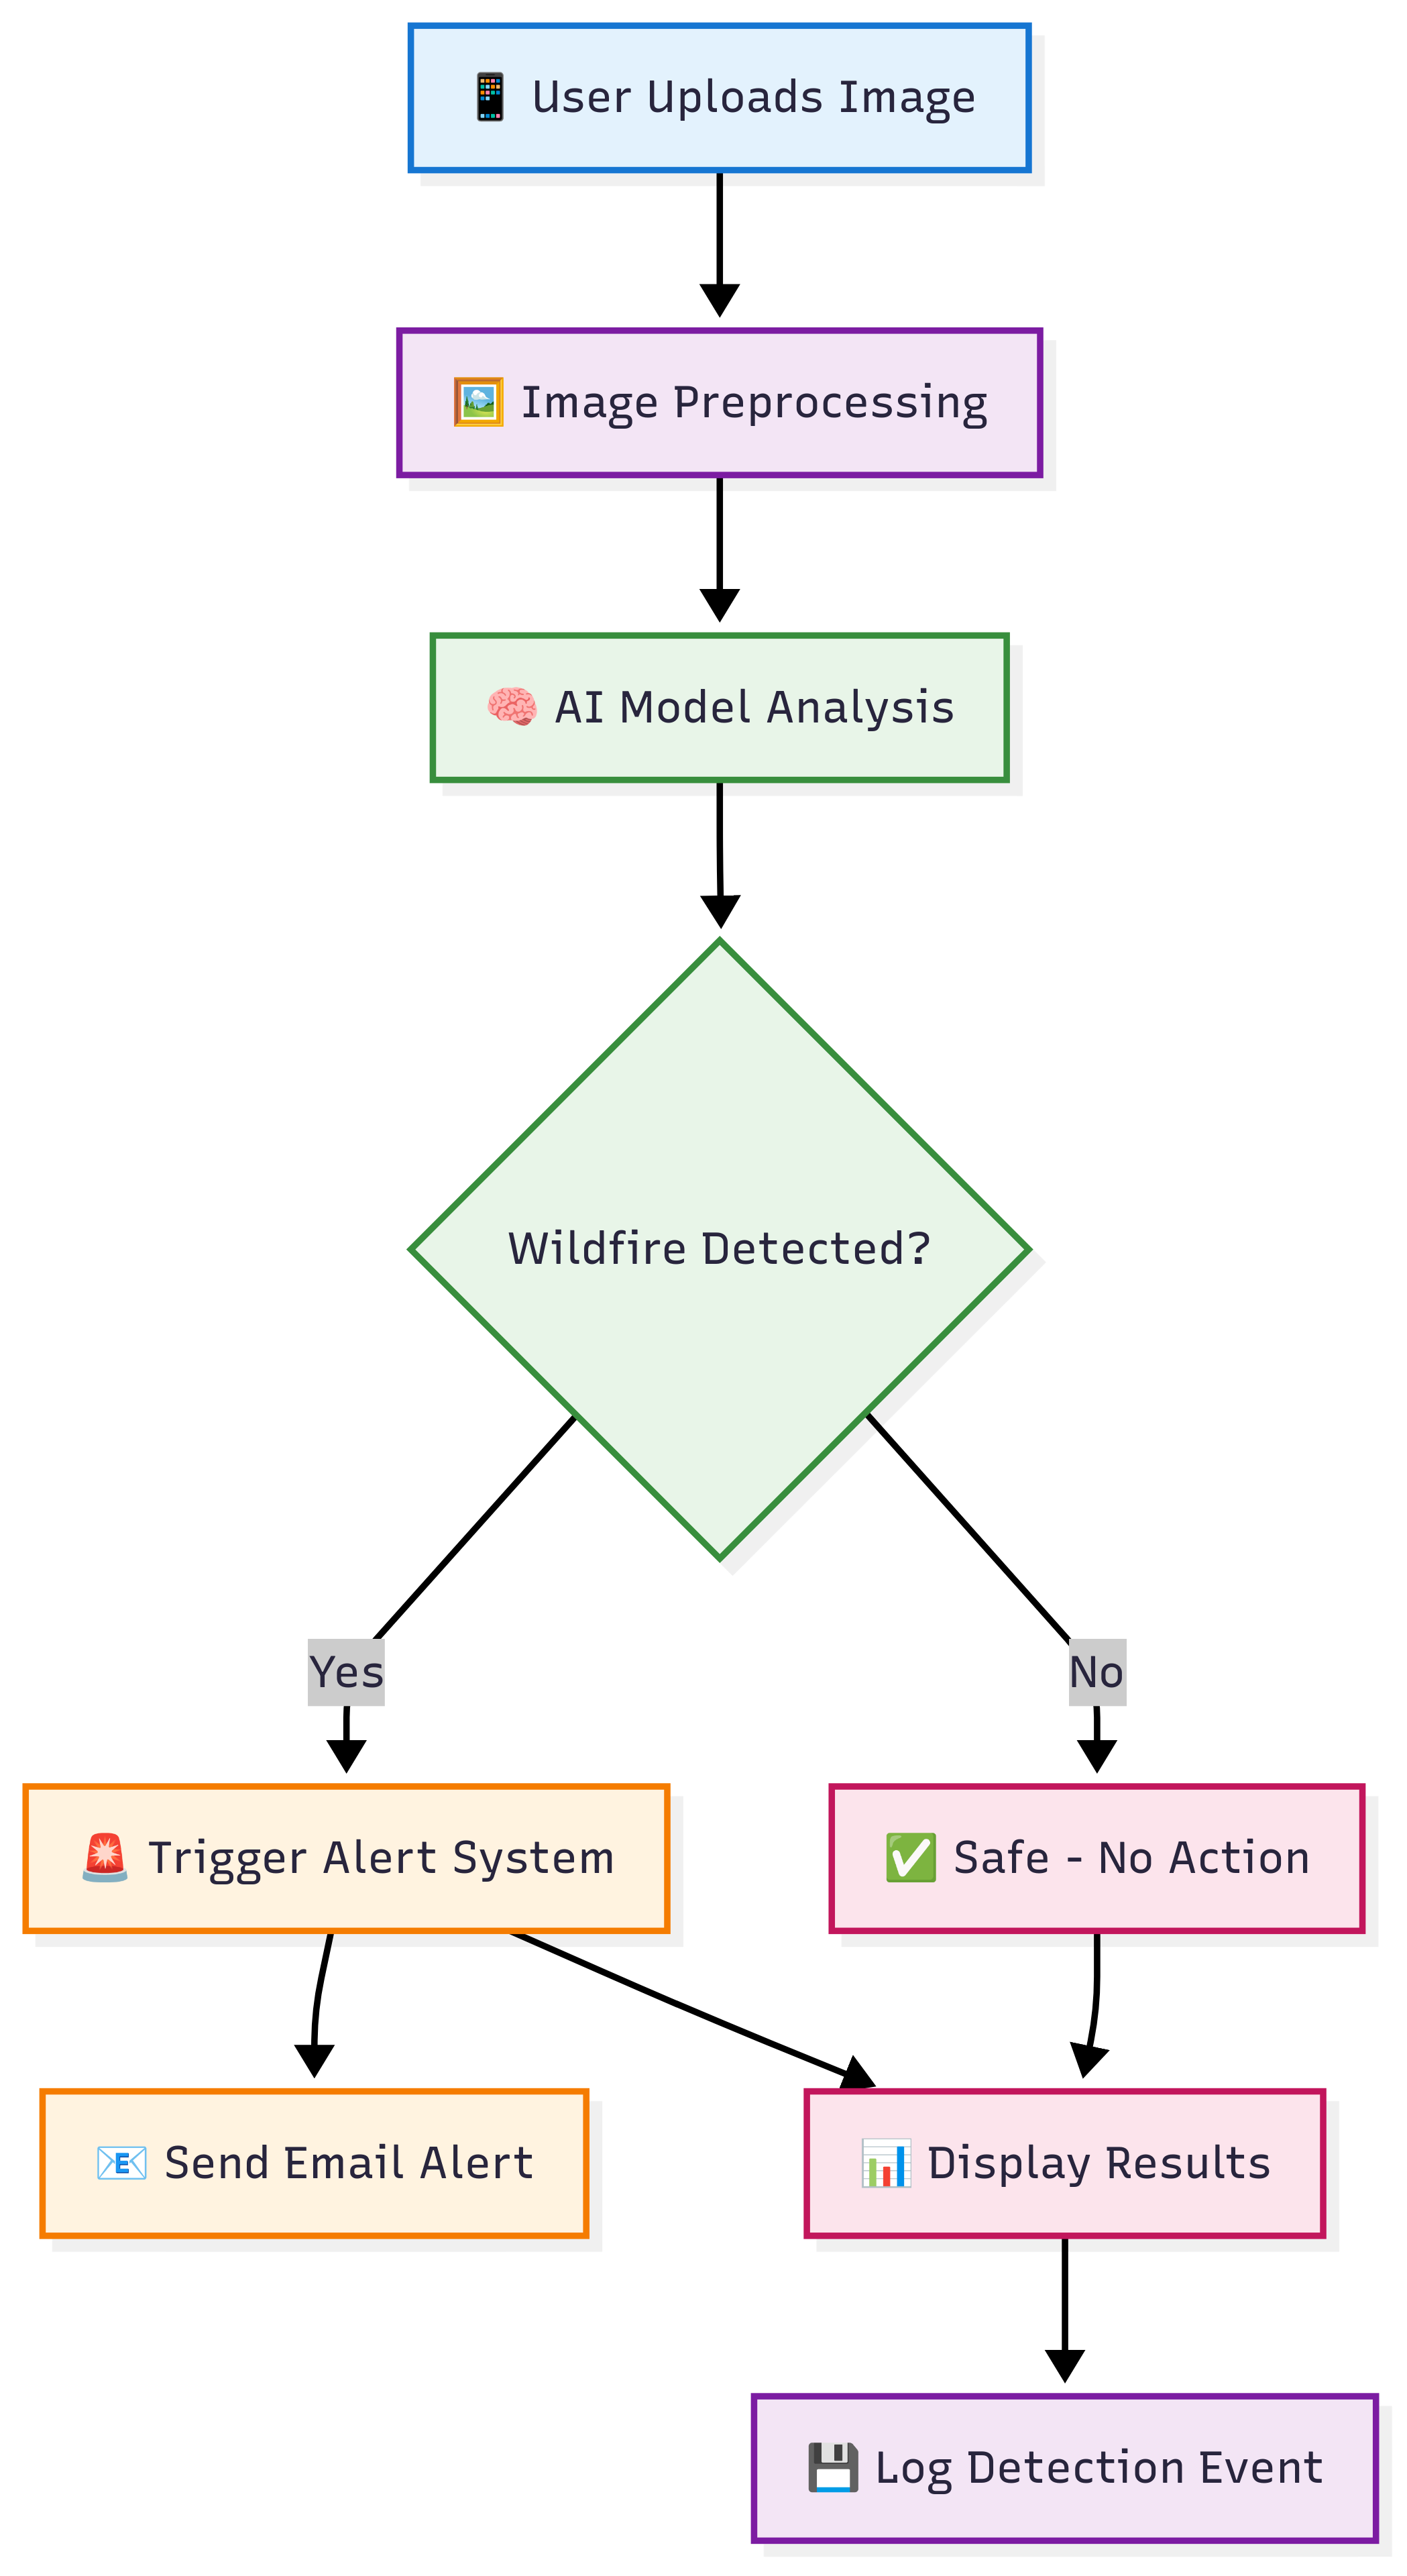 User Uploads Image
Image Preprocessing
AI Model Analysis
Wildfire Detected?
Yes
No
Trigger Alert System
Safe - No Action
Send Email Alert
Display Results
Log Detection Event